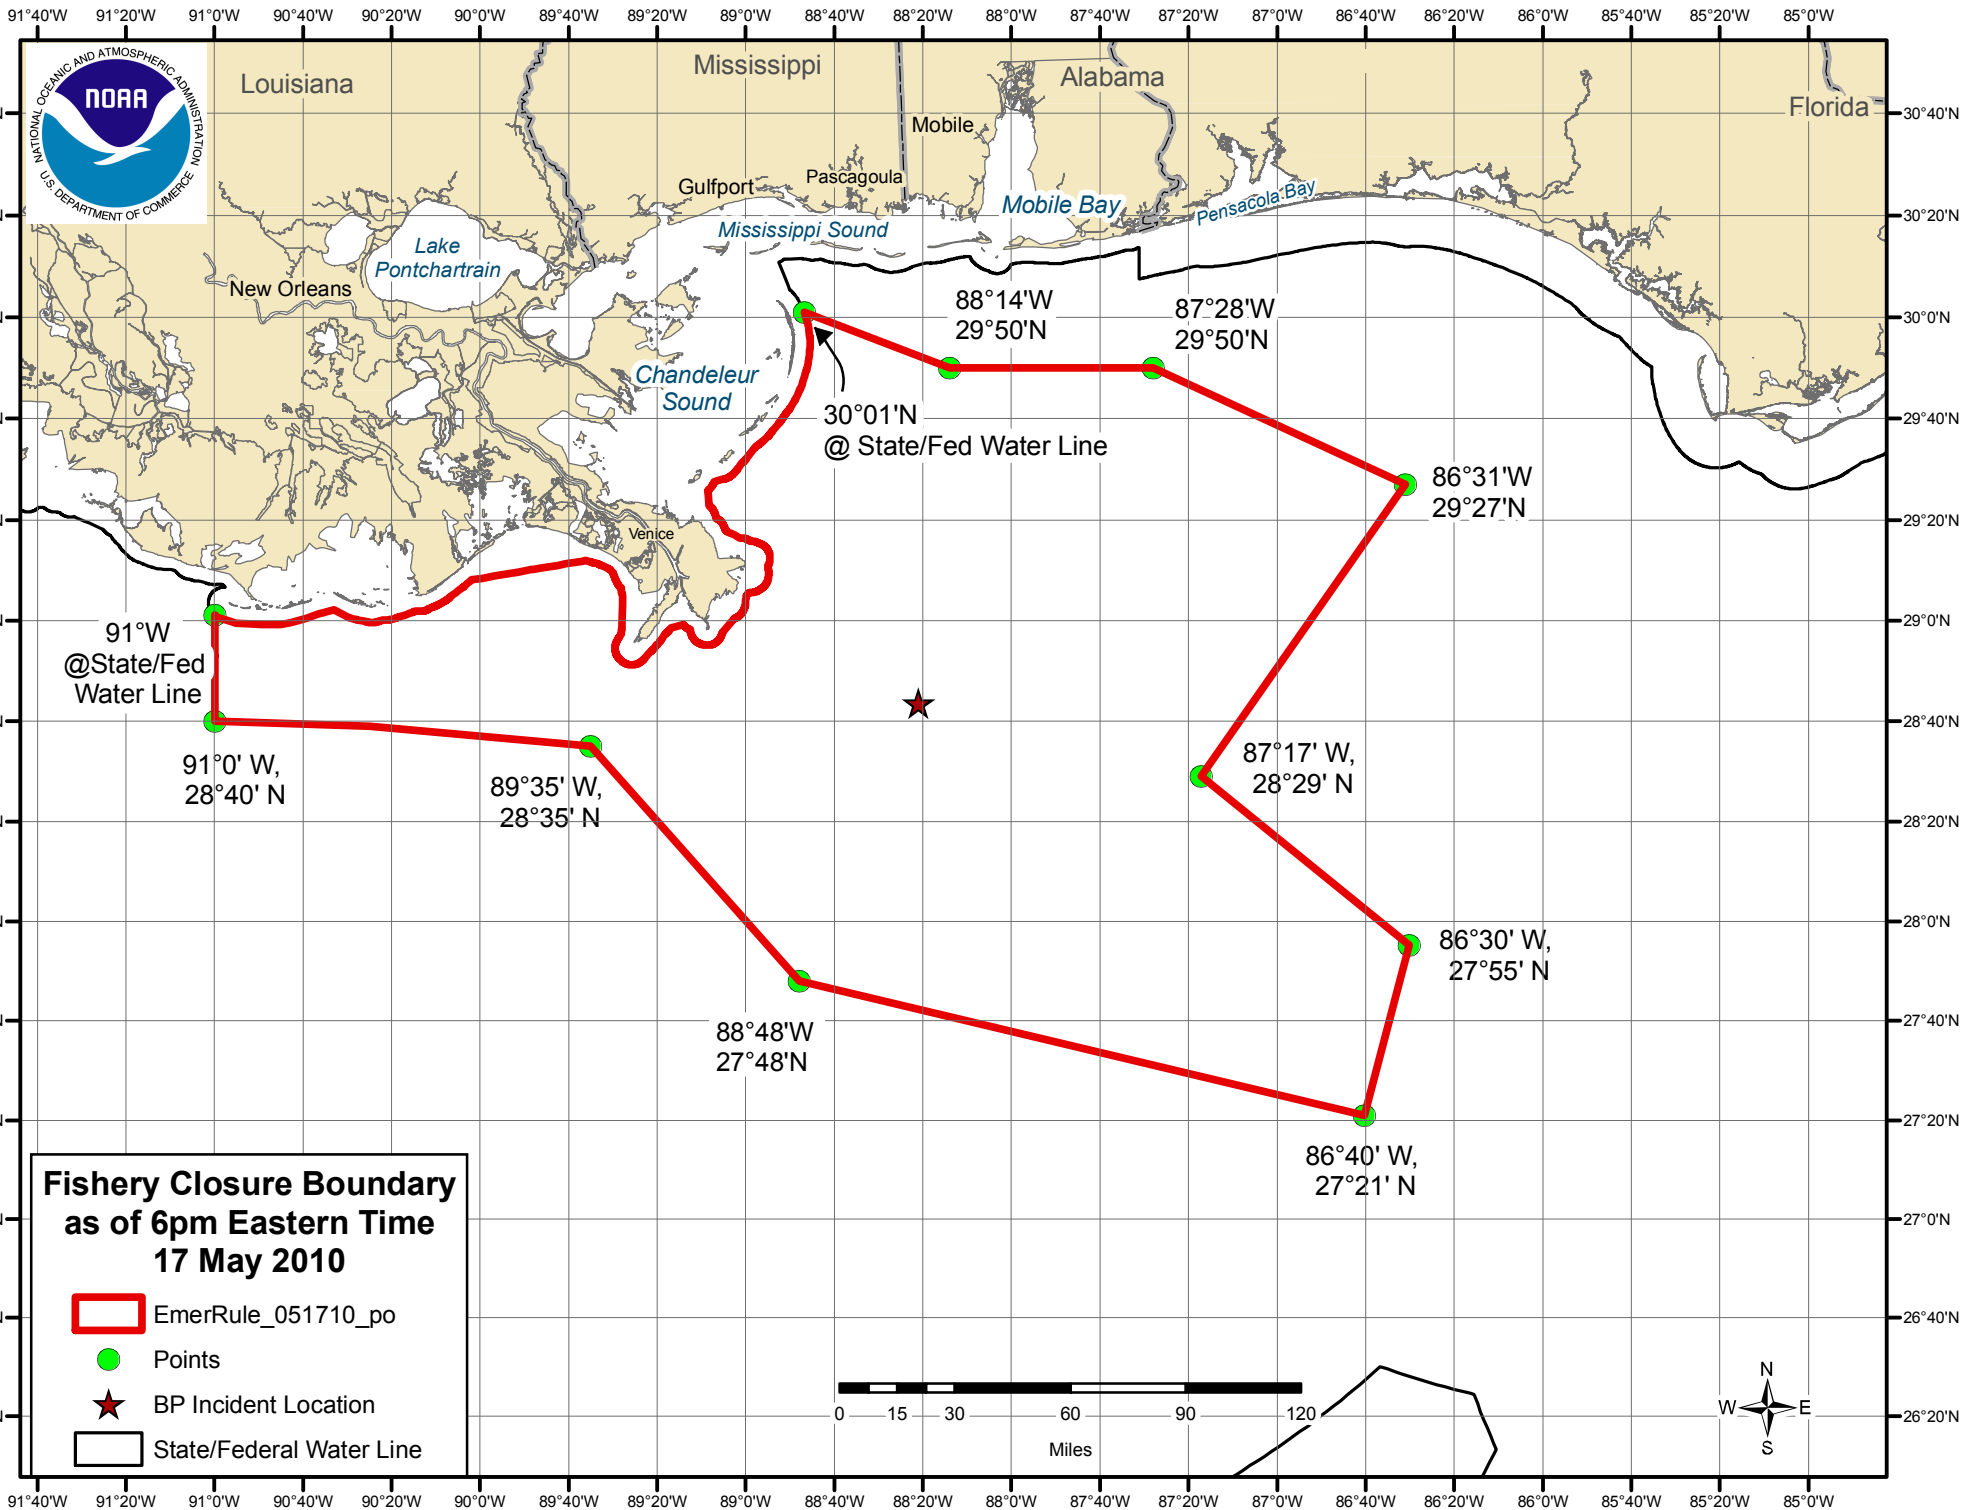 91°40'W 91°20'W 91°0'W 90°40'W 90°20'W 90°0'W 89°40'W 89°20'W 89°0'W 88°40'W 88°20'W 88°0'W 87°40'W 87°20'W 87°0'W 86°40'W 86°20'W 86°0'W 85°40'W 85°20'W 85°0'W
NATIONAL OCEANIC AND ATMOSPHERIC ADMINISTRATION
NOAA
U.S. DEPARTMENT OF COMMERCE
Louisiana
Mississippi
Alabama
Florida
Mobile
Gulfport
Pascagoula
Mobile Bay
Pensacola Bay
Mississippi Sound
Lake
Pontchartrain
New Orleans
Chandeleur
Sound
Venice
30°40'N
30°20'N
30°0'N
29°40'N
29°20'N
29°0'N
28°40'N
28°20'N
28°0'N
27°40'N
27°20'N
27°0'N
26°40'N
26°20'N
88°14'W
29°50'N
87°28'W
29°50'N
30°01'N
@ State/Fed Water Line
86°31'W
29°27'N
91°W
@State/Fed
Water Line
91°0' W,
28°40' N
89°35' W,
28°35' N
87°17' W,
28°29' N
86°30' W,
27°55' N
88°48'W
27°48'N
86°40' W,
27°21' N
Fishery Closure Boundary
as of 6pm Eastern Time
17 May 2010
EmerRule_051710_po
Points
BP Incident Location
State/Federal Water Line
0 15 30 60 90 120
Miles
N
W E
S
91°40'W 91°20'W 91°0'W 90°40'W 90°20'W 90°0'W 89°40'W 89°20'W 89°0'W 88°40'W 88°20'W 88°0'W 87°40'W 87°20'W 87°0'W 86°40'W 86°20'W 86°0'W 85°40'W 85°20'W 85°0'W